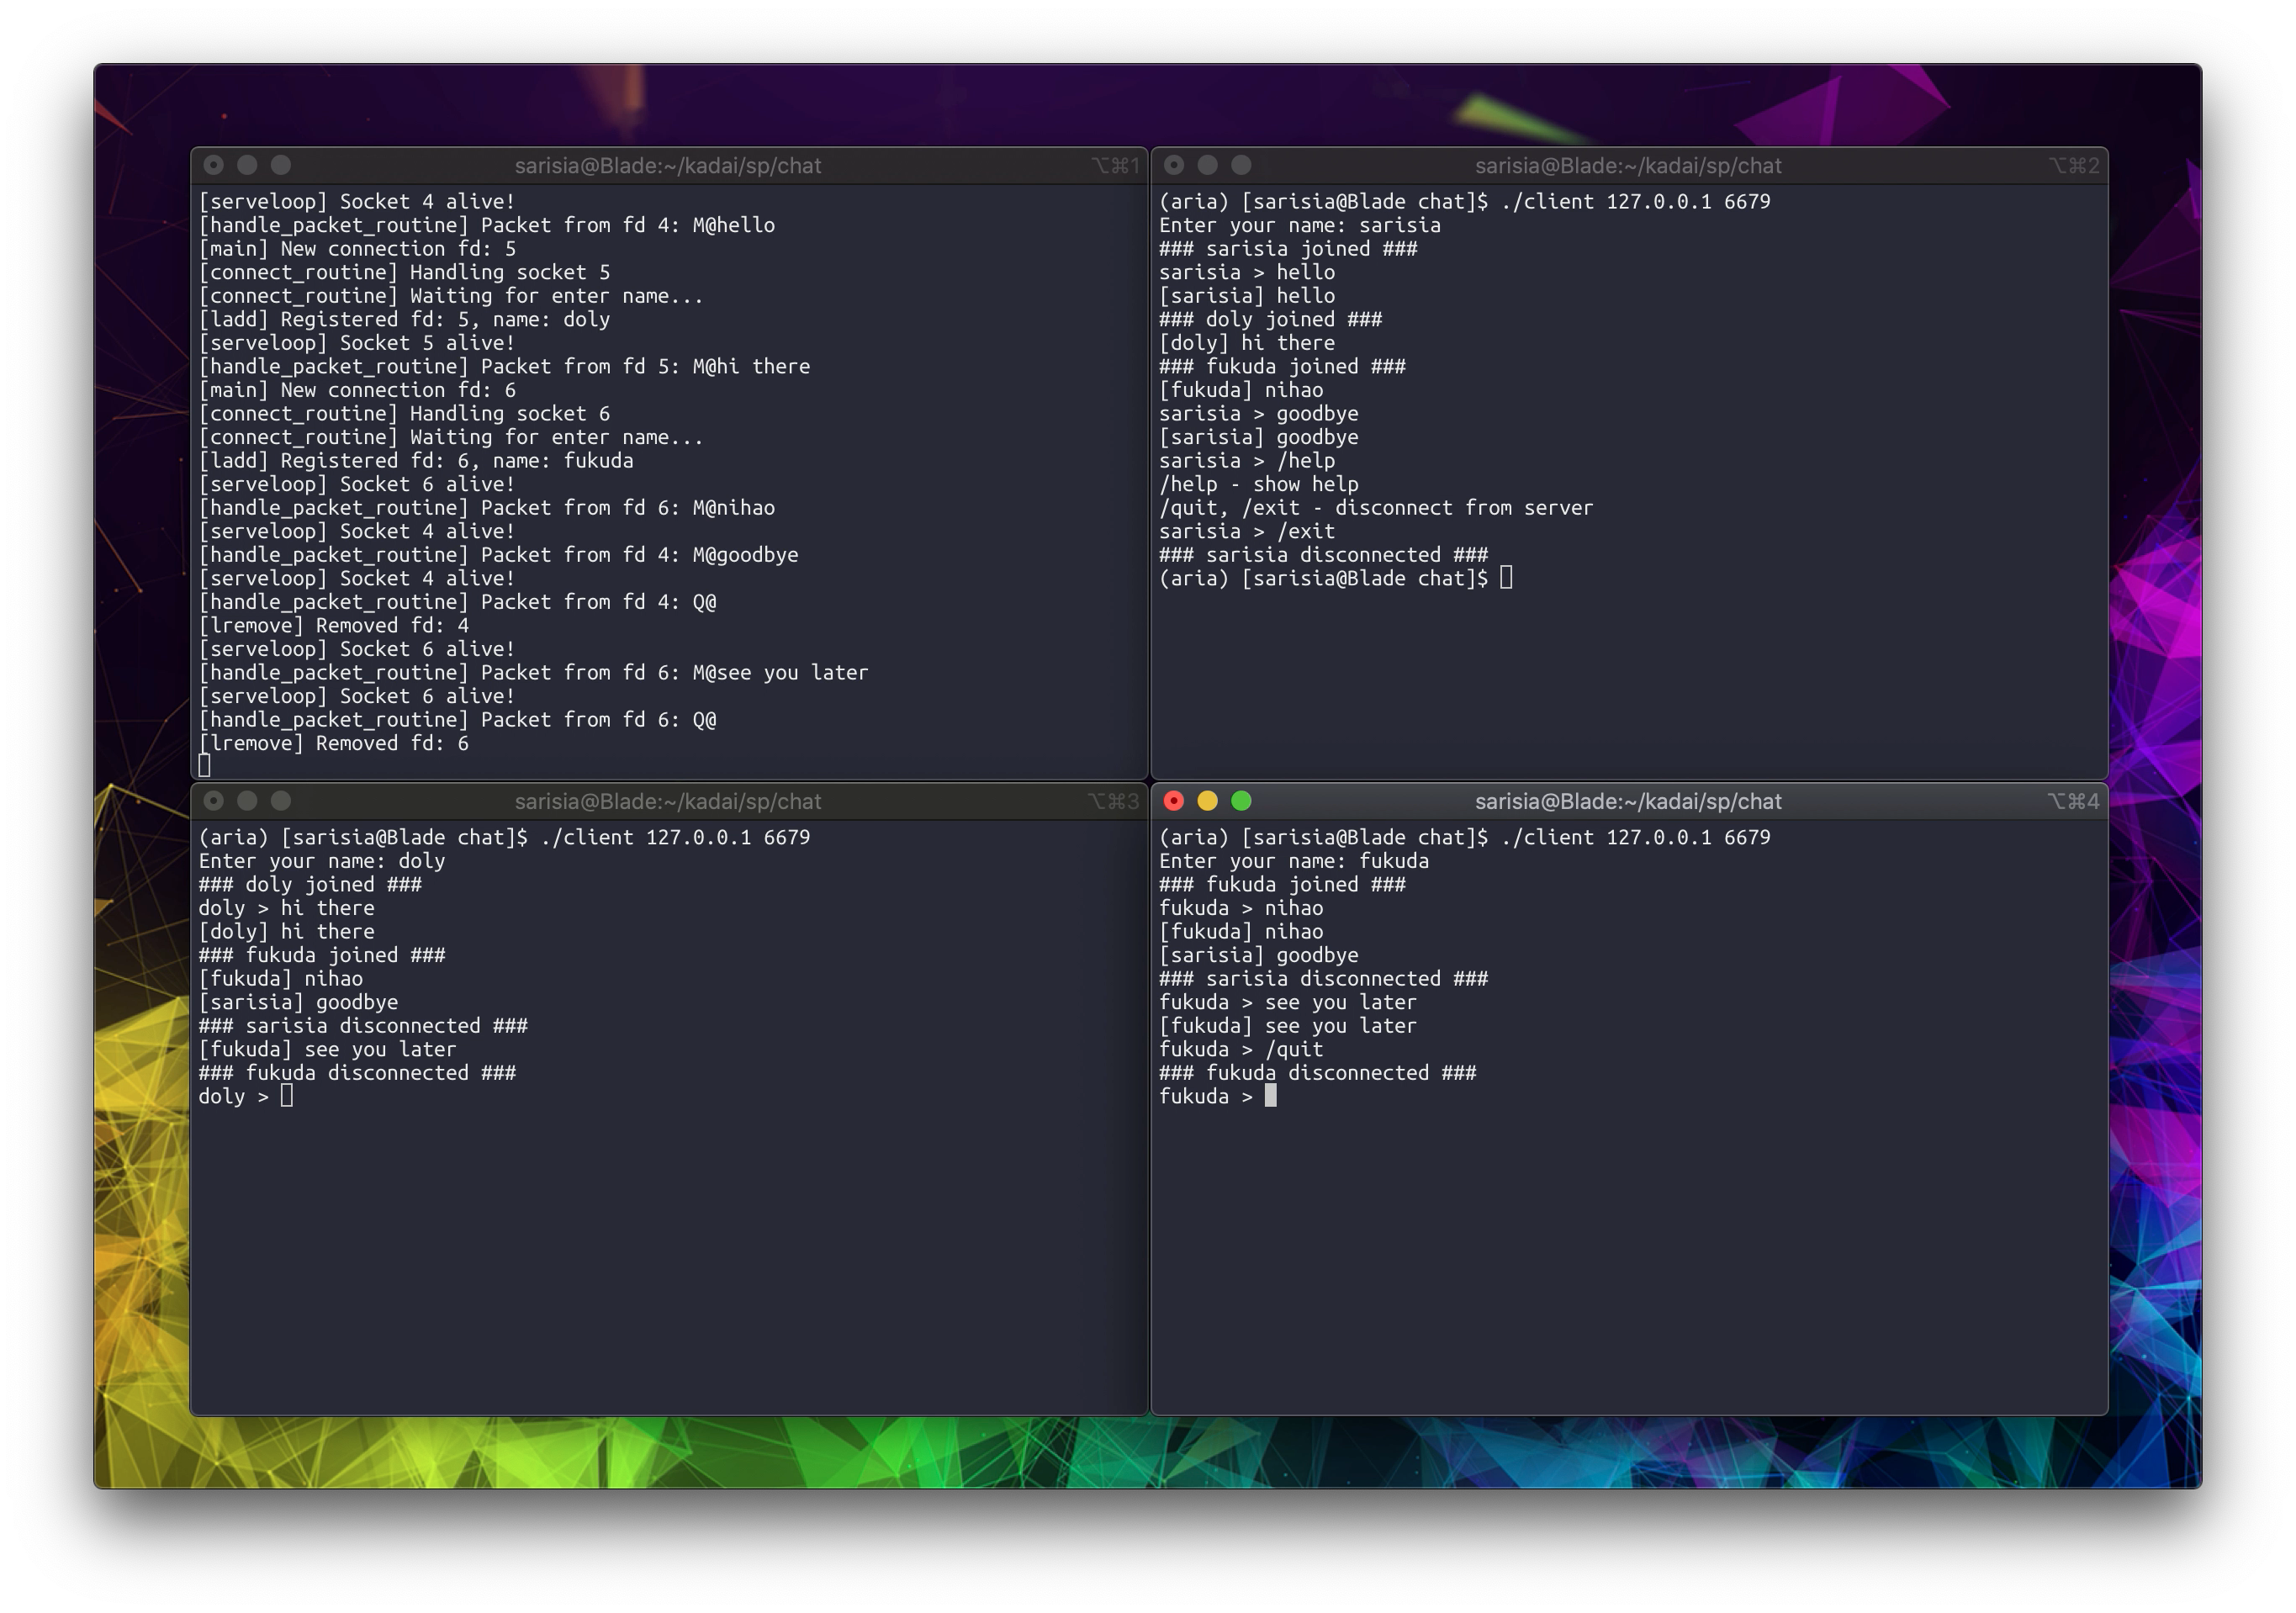 sarisia@Blade:~/kadai/sp/chat ⌥⌘1
[serveloop] Socket 4 alive!
[handle_packet_routine] Packet from fd 4: M@hello
[main] New connection fd: 5
[connect_routine] Handling socket 5
[connect_routine] Waiting for enter name...
[ladd] Registered fd: 5, name: doly
[serveloop] Socket 5 alive!
[handle_packet_routine] Packet from fd 5: M@hi there
[main] New connection fd: 6
[connect_routine] Handling socket 6
[connect_routine] Waiting for enter name...
[ladd] Registered fd: 6, name: fukuda
[serveloop] Socket 6 alive!
[handle_packet_routine] Packet from fd 6: M@nihao
[serveloop] Socket 4 alive!
[handle_packet_routine] Packet from fd 4: M@goodbye
[serveloop] Socket 4 alive!
[handle_packet_routine] Packet from fd 4: Q@
[lremove] Removed fd: 4
[serveloop] Socket 6 alive!
[handle_packet_routine] Packet from fd 6: M@see you later
[serveloop] Socket 6 alive!
[handle_packet_routine] Packet from fd 6: Q@
[lremove] Removed fd: 6
sarisia@Blade:~/kadai/sp/chat ⌥⌘2
(aria) [sarisia@Blade chat]$ ./client 127.0.0.1 6679
Enter your name: sarisia
### sarisia joined ###
sarisia > hello
[sarisia] hello
### doly joined ###
[doly] hi there
### fukuda joined ###
[fukuda] nihao
sarisia > goodbye
[sarisia] goodbye
sarisia > /help
/help - show help
/quit, /exit - disconnect from server
sarisia > /exit
### sarisia disconnected ###
(aria) [sarisia@Blade chat]$
sarisia@Blade:~/kadai/sp/chat ⌥⌘3
(aria) [sarisia@Blade chat]$ ./client 127.0.0.1 6679
Enter your name: doly
### doly joined ###
doly > hi there
[doly] hi there
### fukuda joined ###
[fukuda] nihao
[sarisia] goodbye
### sarisia disconnected ###
[fukuda] see you later
### fukuda disconnected ###
doly >
sarisia@Blade:~/kadai/sp/chat ⌥⌘4
(aria) [sarisia@Blade chat]$ ./client 127.0.0.1 6679
Enter your name: fukuda
### fukuda joined ###
fukuda > nihao
[fukuda] nihao
[sarisia] goodbye
### sarisia disconnected ###
fukuda > see you later
[fukuda] see you later
fukuda > /quit
### fukuda disconnected ###
fukuda >